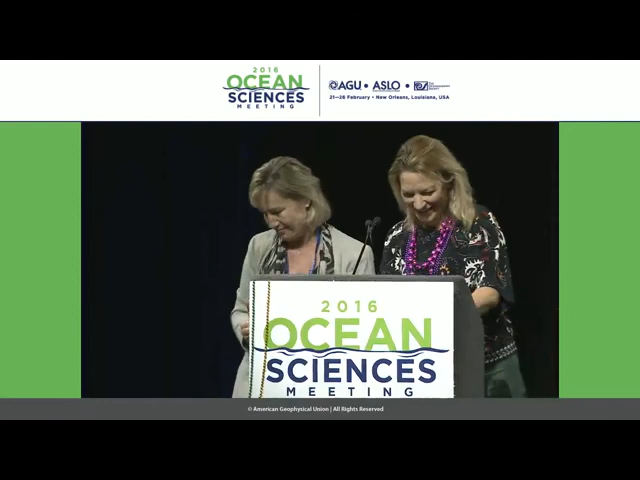 2016
OCEAN
SCIENCES
MEETING
AGU • ASLO •
21–26 February • New Orleans, Louisiana, USA
2016
OCEAN
SCIENCES
MEETING
© American Geophysical Union | All Rights Reserved